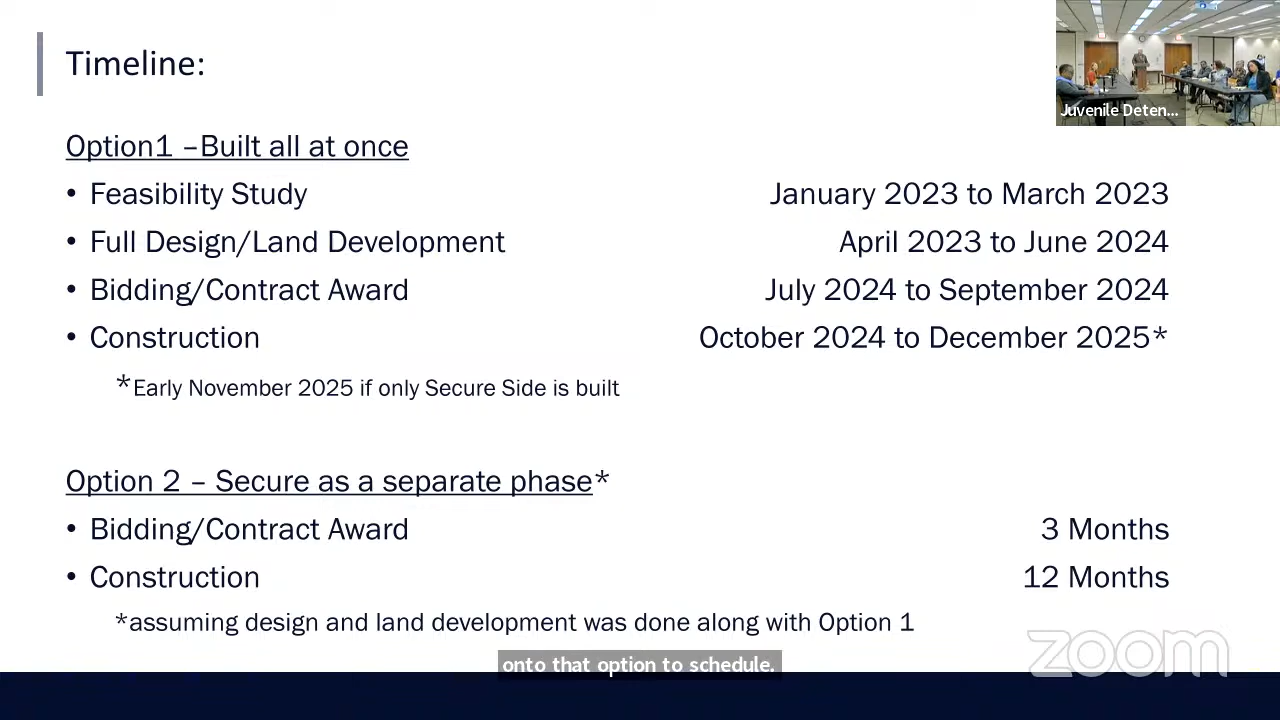 Timeline:
Juvenile Deten...
Option1 –Built all at once
• Feasibility Study January 2023 to March 2023
• Full Design/Land Development April 2023 to June 2024
• Bidding/Contract Award July 2024 to September 2024
• Construction October 2024 to December 2025*
*Early November 2025 if only Secure Side is built
Option 2 – Secure as a separate phase*
• Bidding/Contract Award 3 Months
• Construction 12 Months
*assuming design and land development was done along with Option 1
zoom
onto that option to schedule.